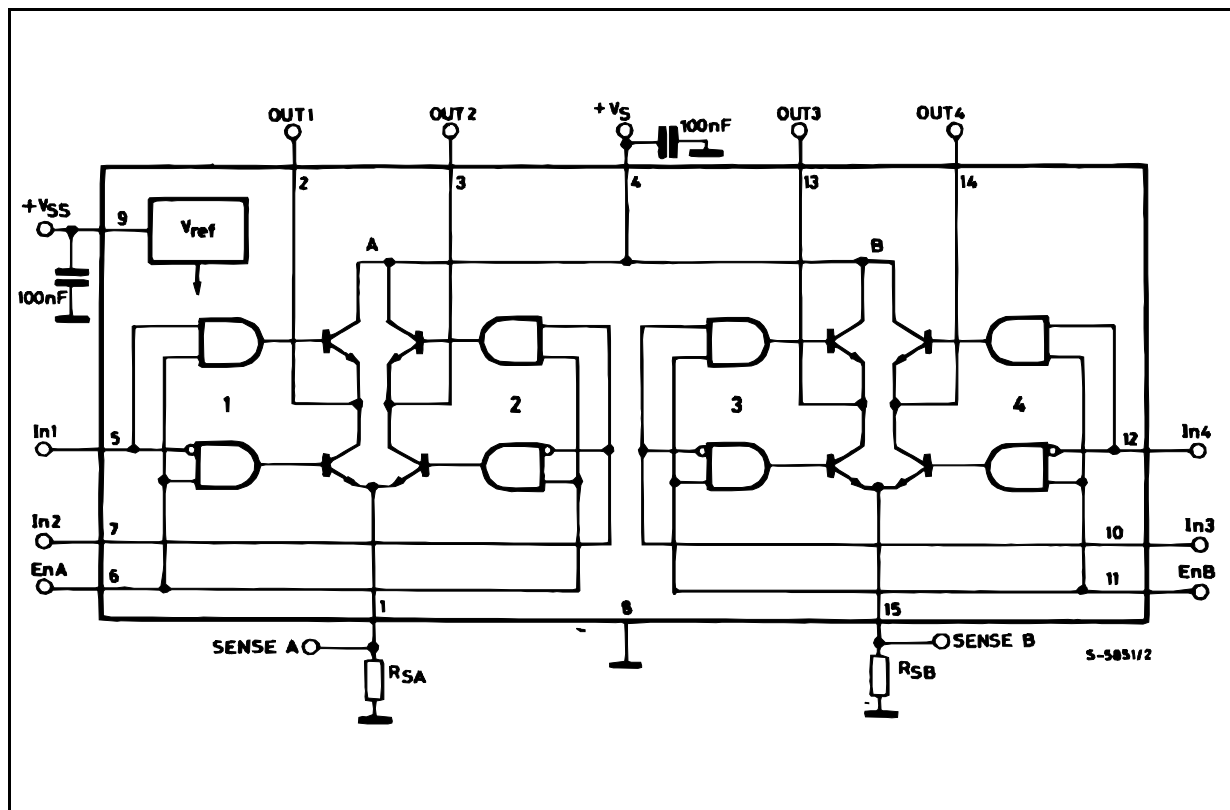 OUT1
OUT2
+VS
100nF
OUT3
OUT4
2
3
4
13
14
+VSS
9
Vref
A
B
100nF
1
2
3
4
In1
5
12
In4
In2
7
10
In3
EnA
6
11
EnB
1
8
15
SENSE A
SENSE B
RSA
RSB
S-5851/2